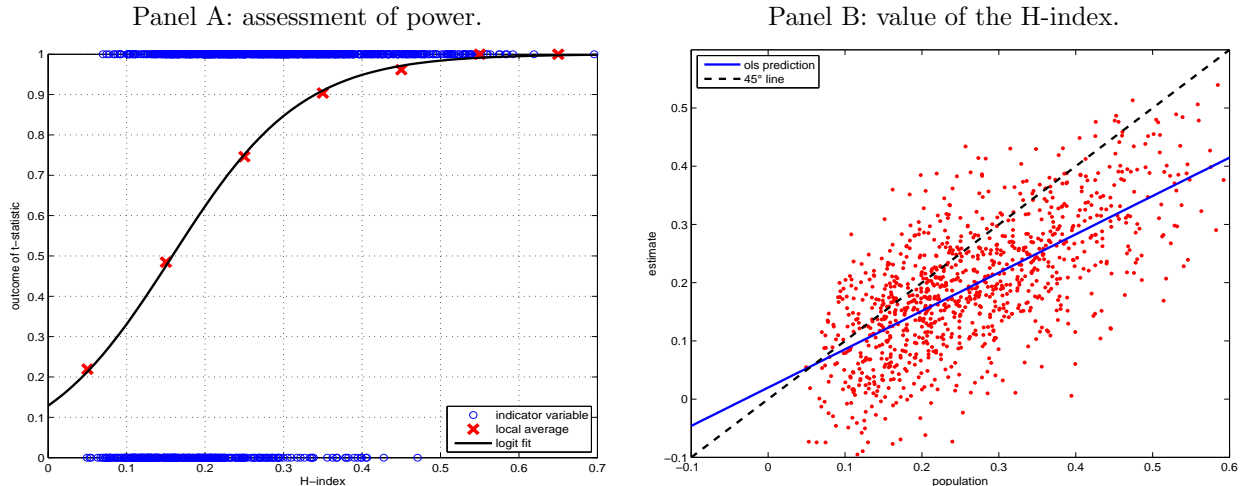 Panel A: assessment of power.
1
0.9
0.8
0.7
0.6
0.5
0.4
0.3
0.2
0.1
0
outcome of t−statistic
indicator variable
local average
logit fit
0 0.1 0.2 0.3 0.4 0.5 0.6 0.7
H−index
Panel B: value of the H-index.
ols prediction
45° line
0.5
0.4
0.3
0.2
0.1
0
−0.1
estimate
−0.1 0 0.1 0.2 0.3 0.4 0.5 0.6
population